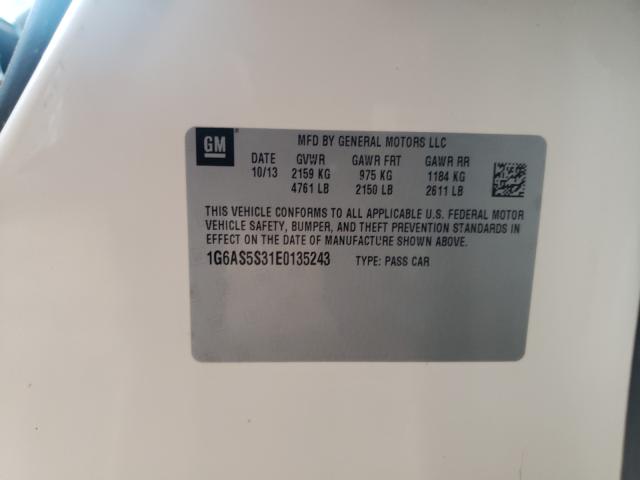 GM
MFD BY GENERAL MOTORS LLC
DATE GVWR GAWR FRT GAWR RR
10/13 2159 KG 975 KG 1184 KG
4761 LB 2150 LB 2611 LB
THIS VEHICLE CONFORMS TO ALL APPLICABLE U.S. FEDERAL MOTOR
VEHICLE SAFETY, BUMPER, AND THEFT PREVENTION STANDARDS
IN EFFECT ON THE DATE OF MANUFACTURE SHOWN ABOVE.
1G6AS5S31E0135243 TYPE: PASS CAR